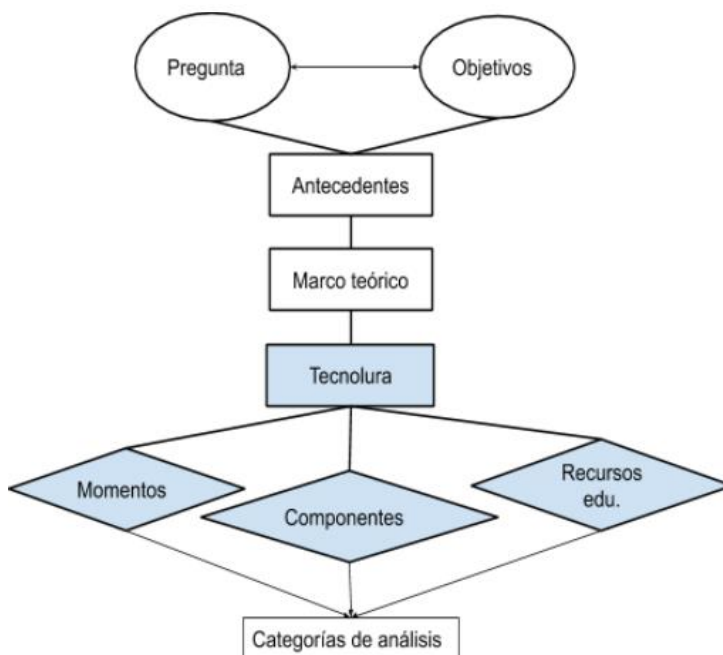 Pregunta
Objetivos
Antecedentes
Marco teórico
Tecnolura
Momentos
Componentes
Recursos
edu.
Categorías de análisis